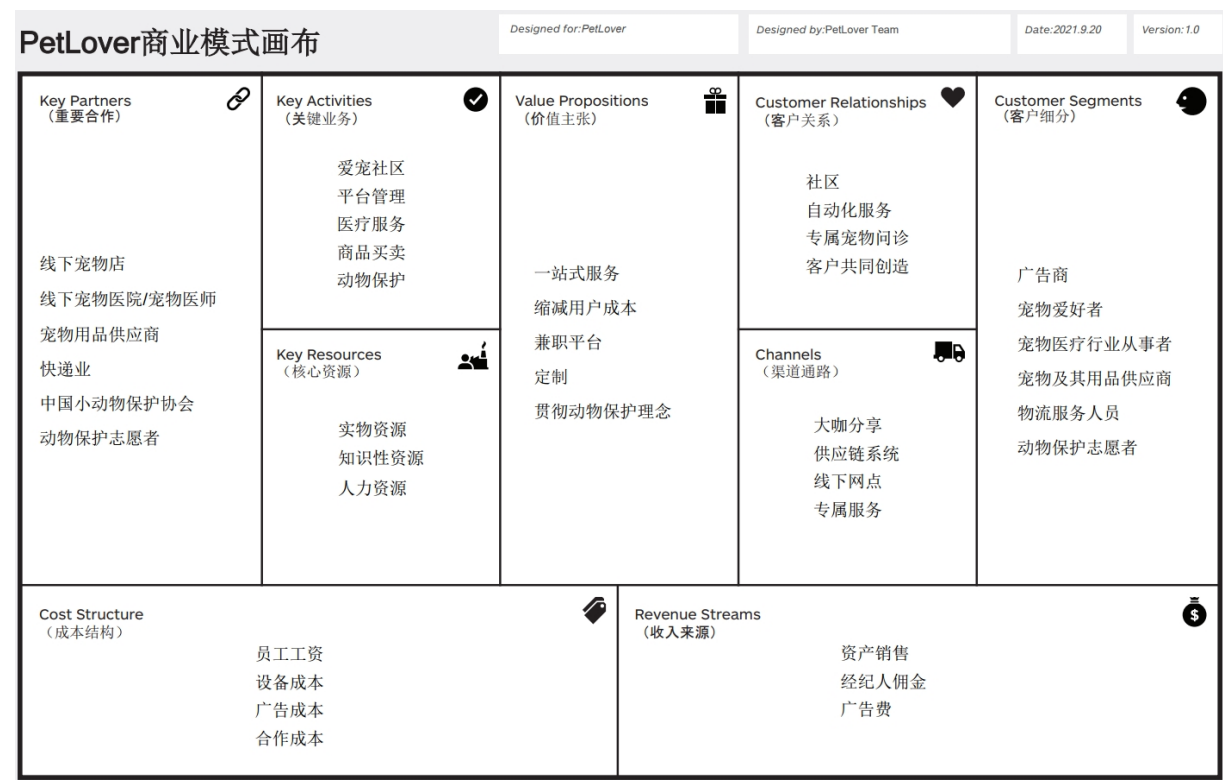 PetLover商业模式画布
Designed for:PetLover
Designed by:PetLover Team
Date:2021.9.20
Version:1.0
Key Partners
（重要合作）
线下宠物店
线下宠物医院/宠物医师
宠物用品供应商
快递业
中国小动物保护协会
动物保护志愿者
Key Activities
（关键业务）
爱宠社区
平台管理
医疗服务
商品买卖
动物保护
Key Resources
（核心资源）
实物资源
知识性资源
人力资源
Value Propositions
（价值主张）
一站式服务
缩减用户成本
兼职平台
定制
贯彻动物保护理念
Customer Relationships
（客户关系）
社区
自动化服务
专属宠物问诊
客户共同创造
Channels
（渠道通路）
大咖分享
供应链系统
线下网点
专属服务
Customer Segments
（客户细分）
广告商
宠物爱好者
宠物医疗行业从事者
宠物及其用品供应商
物流服务人员
动物保护志愿者
Cost Structure
（成本结构）
员工工资
设备成本
广告成本
合作成本
Revenue Streams
（收入来源）
资产销售
经纪人佣金
广告费